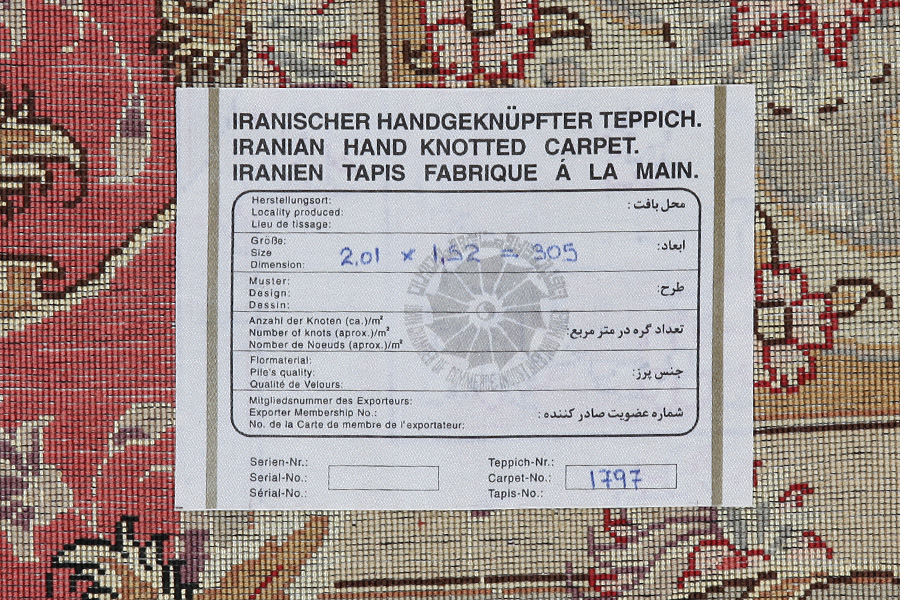 IRANISCHER HANDGEKNÜPFTER TEPPICH.
IRANIAN HAND KNOTTED CARPET.
IRANIEN TAPIS FABRIQUE Á LA MAIN.
Herstellungsort:
Locality produced:
Lieu de tissage:
محل بافت :
Größe:
Size
Dimension:
2.01 × 1,52 = 305
ابعاد:
Muster:
Design:
Dessin:
طرح:
Anzahl der Knoten (ca.)/m²
Number of knots (aprox.)/m²
Nombre de Noeuds (aprox.)/m²
تعداد گره در متر مربع:
Flormaterial:
Pile's quality:
Qualité de Velours:
جنس پرز:
Mitgliedsnummer des Exporteurs:
Exporter Membership No.:
No. de la Carte de membre de l'exportateur:
شماره عضویت صادر کننده :
Serien-Nr.:
Serial-No.:
Sérial-No.:
Teppich-Nr.:
Carpet-No.:
Tapis-No.:
1797